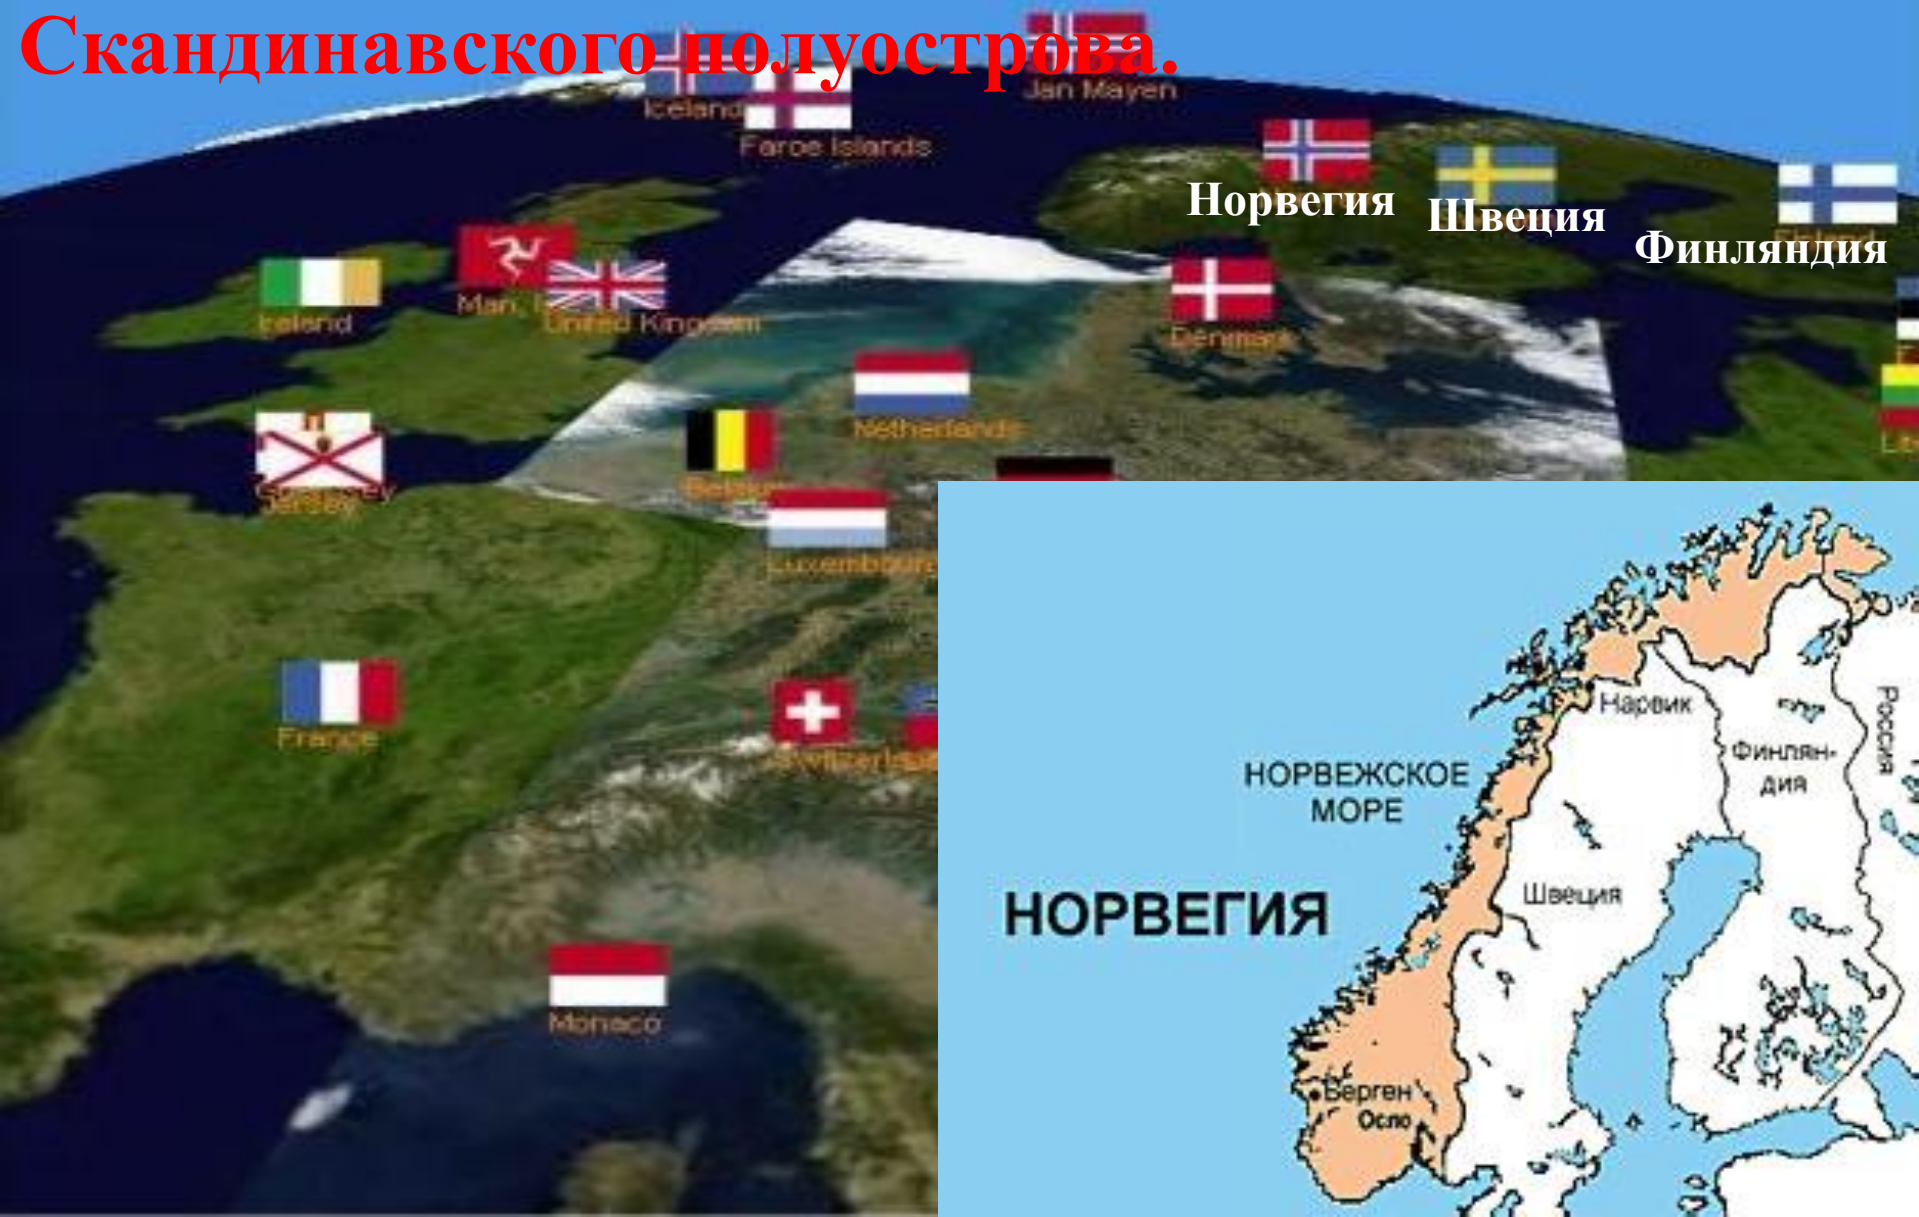 Скандинавского полуострова.
Iceland
Jan Mayen
Faroe Islands
Норвегия
Швеция
Финляндия
Man,
Ireland
United Kingdom
Denmark
Netherlands
Jersey
Luxembourg
France
Monaco
Нарвик
Финлян-
дия
Россия
НОРВЕЖСКОЕ
МОРЕ
Швеция
НОРВЕГИЯ
Берген
Осло